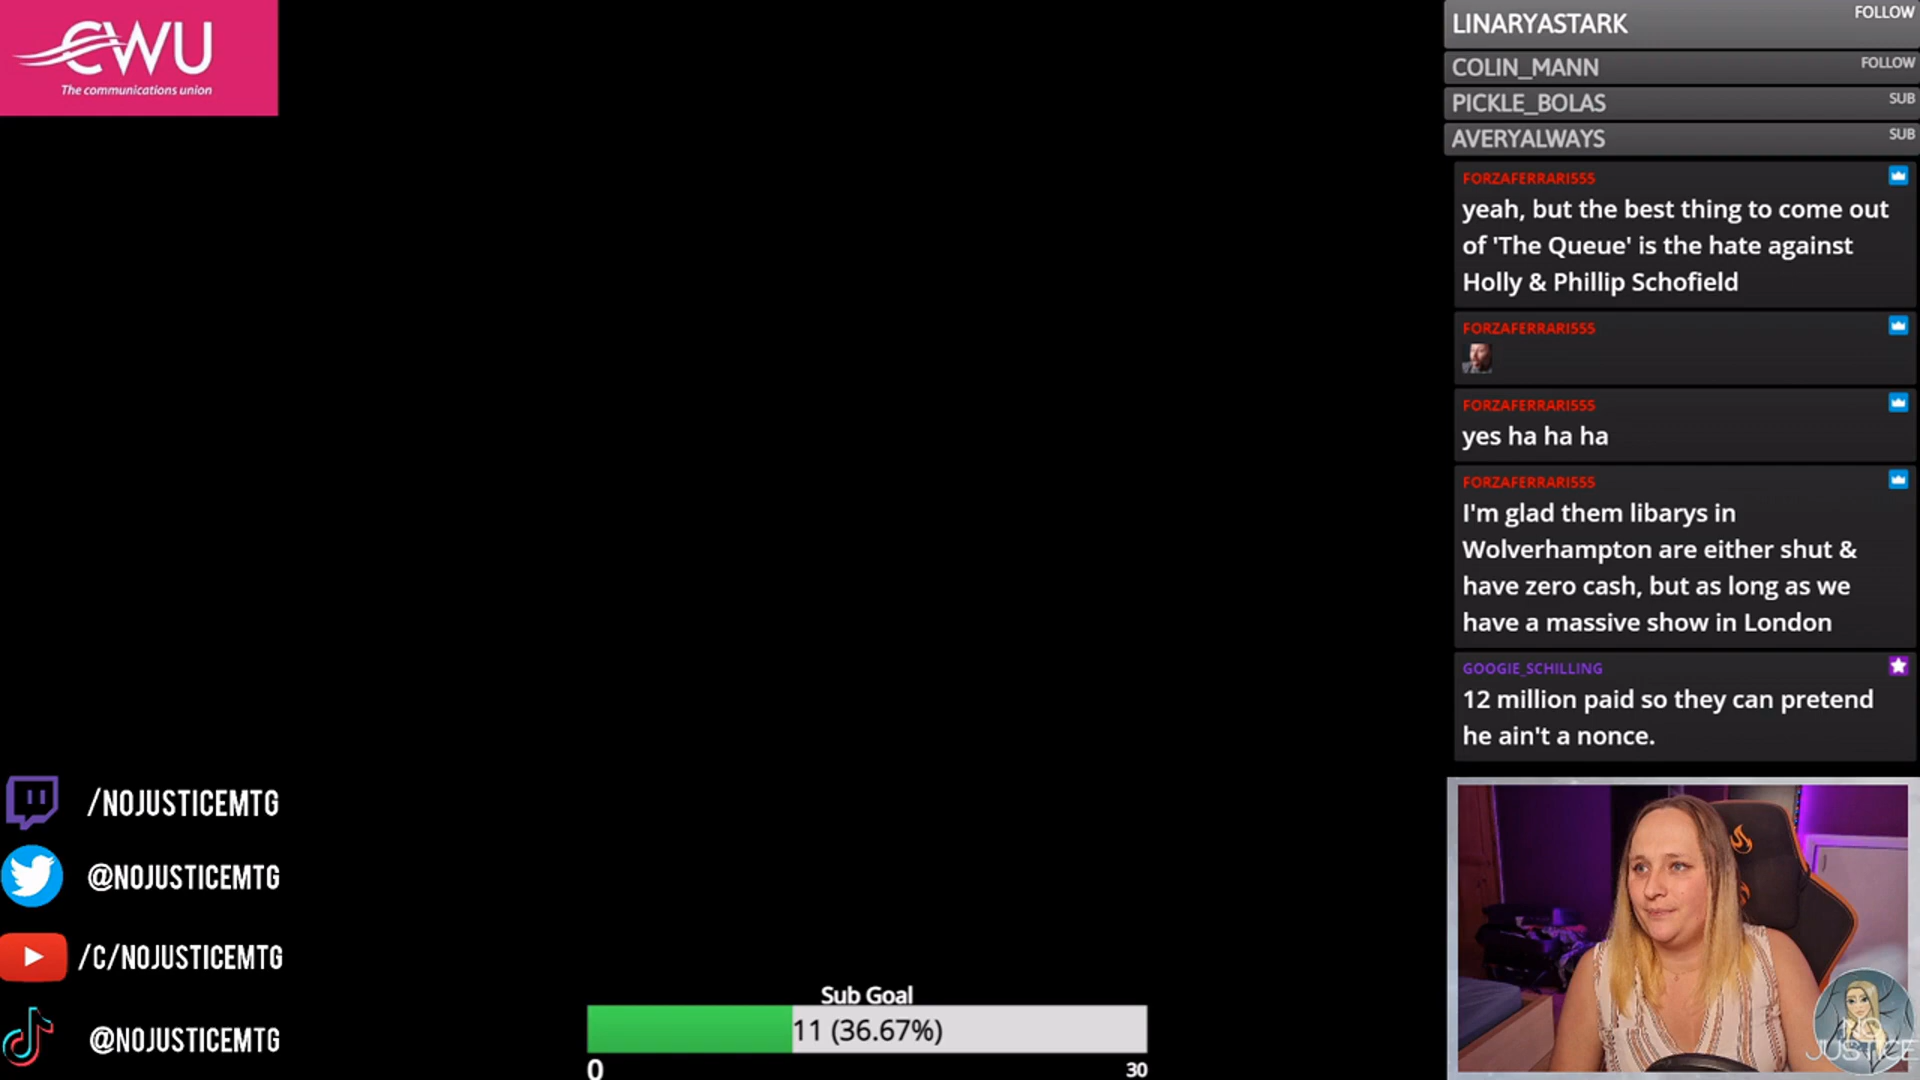 CWU
The communications union
LINARYASTARK FOLLOW
COLIN_MANN FOLLOW
PICKLE_BOLAS SUB
AVERYALWAYS SUB
FORZAFERRARI555
yeah, but the best thing to come out
of 'The Queue' is the hate against
Holly & Phillip Schofield
FORZAFERRARI555
FORZAFERRARI555
yes ha ha ha
FORZAFERRARI555
I'm glad them libarys in
Wolverhampton are either shut &
have zero cash, but as long as we
have a massive show in London
GOOGIE_SCHILLING
12 million paid so they can pretend
he ain't a nonce.
/NOJUSTICEMTG
@NOJUSTICEMTG
/C/NOJUSTICEMTG
@NOJUSTICEMTG
Sub Goal
11 (36.67%)
0 30
NO
JUSTICE